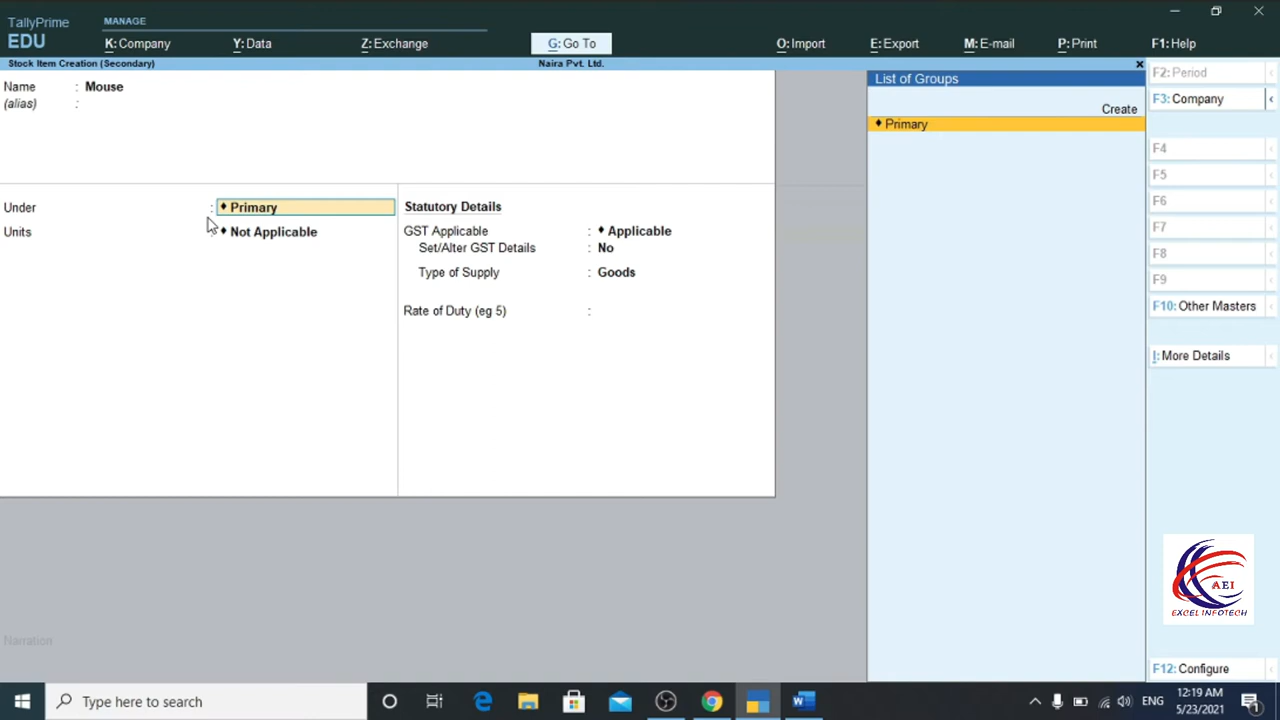 TallyPrime
EDU
MANAGE
K:Company
Y:Data
Z:Exchange
G: Go To
O:Import
E:Export
M:E-mail
P:Print
F1:Help
Stock Item Creation (Secondary)
Naira Pvt. Ltd.
Name : Mouse
(alias) :
Under : ♦ Primary
Units : ♦ Not Applicable
Statutory Details
GST Applicable : ♦ Applicable
Set/Alter GST Details : No
Type of Supply : Goods
Rate of Duty (eg 5) :
Narration
List of Groups
Create
♦ Primary
F2: Period
F3: Company
F4
F5
F6
F7
F8
F9
F10: Other Masters
I: More Details
AEI
EXCEL INFOTECH
F12: Configure
Type here to search
ENG
12:19 AM
5/23/2021
1